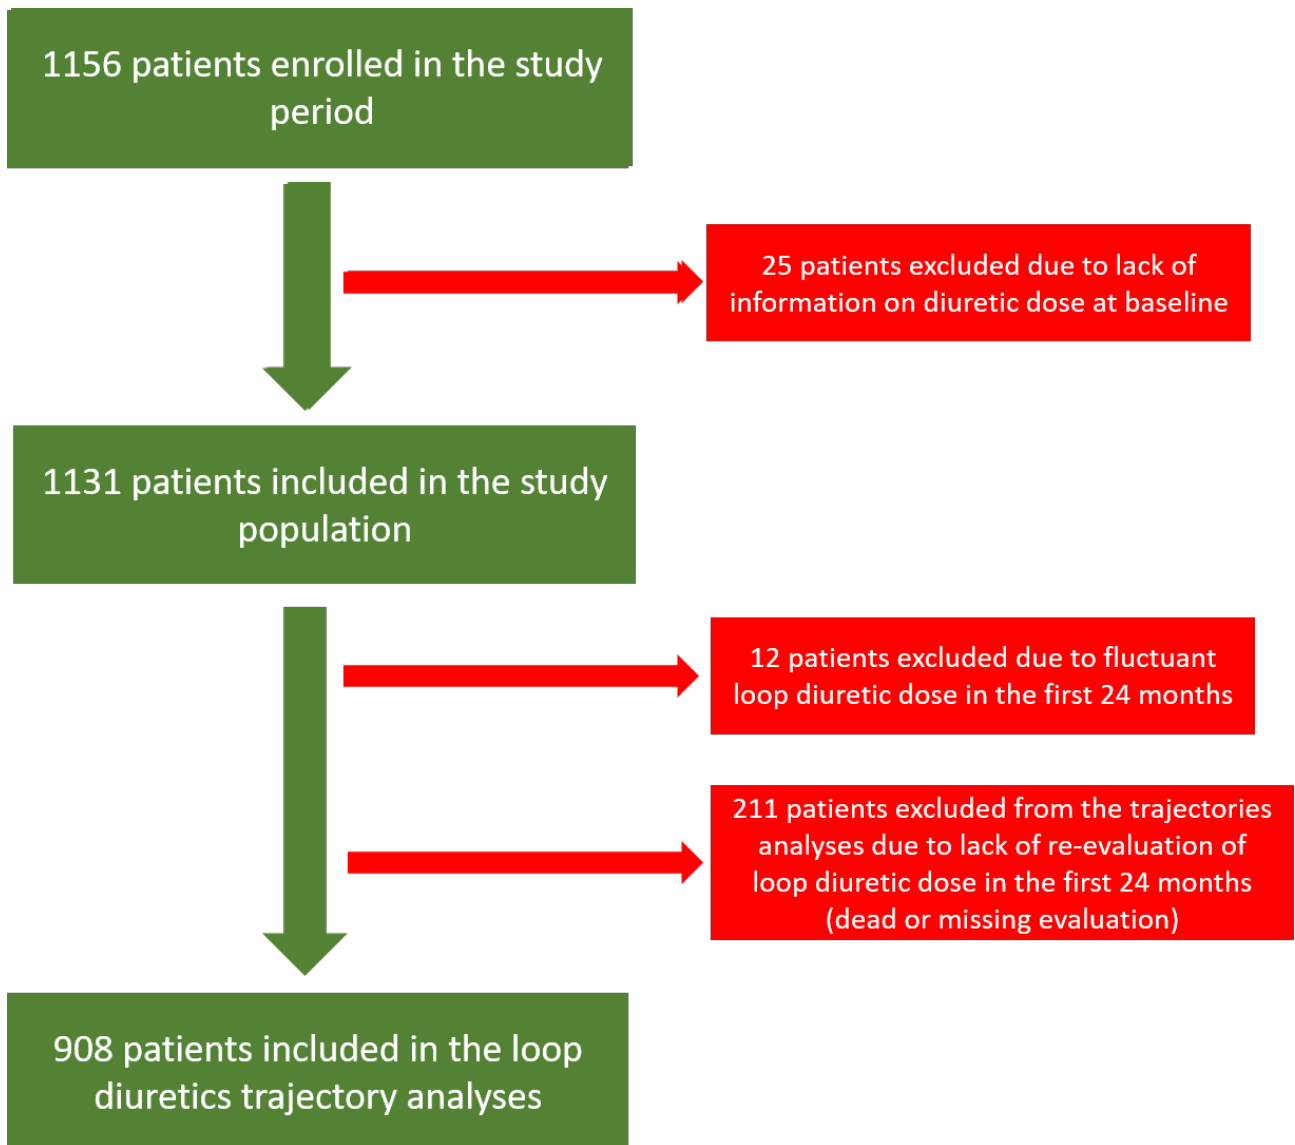 1156 patients enrolled in the study
period
25 patients excluded due to lack of
information on diuretic dose at baseline
1131 patients included in the study
population
12 patients excluded due to fluctuant
loop diuretic dose in the first 24 months
211 patients excluded from the trajectories
analyses due to lack of re-evaluation of
loop diuretic dose in the first 24 months
(dead or missing evaluation)
908 patients included in the loop
diuretics trajectory analyses